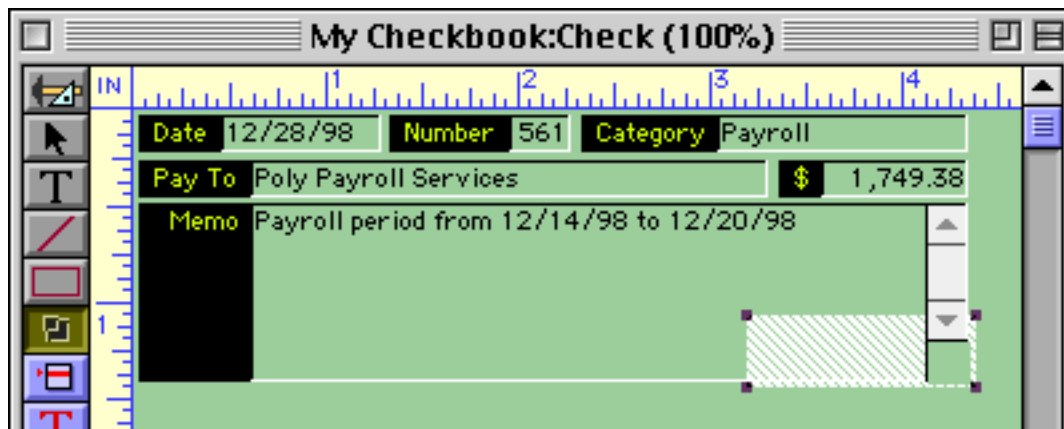 My Checkbook:Check (100%)
IN 1 2 3 4
Date 12/28/98 Number 561 Category Payroll
Pay To Poly Payroll Services $ 1,749.38
Memo Payroll period from 12/14/98 to 12/20/98
T
1
T